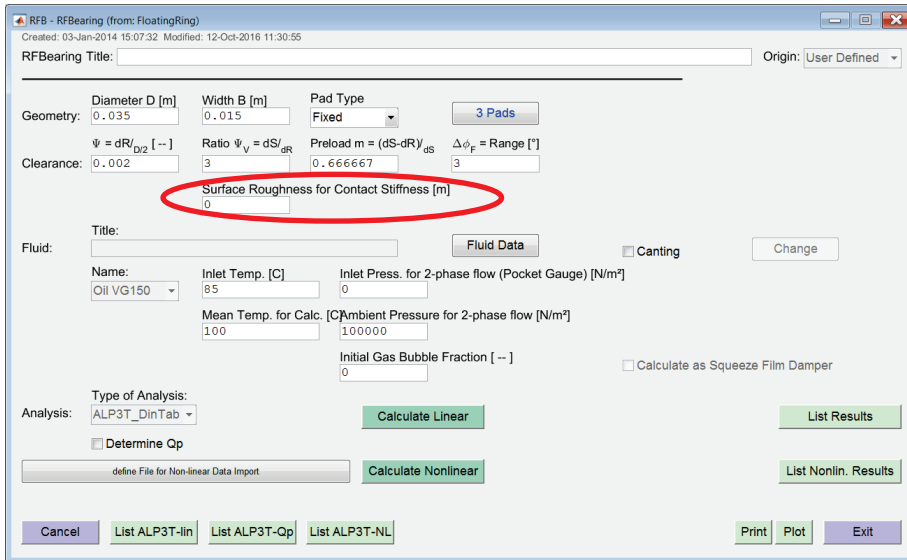 RFB - RFBearing (from: FloatingRing)
Created: 03-Jan-2014 15:07:32 Modified: 12-Oct-2016 11:30:55
RFBearing Title: Origin: User Defined
Diameter D [m] Width B [m] Pad Type
Geometry: 0.035 0.015 Fixed 3 Pads
Ψ = dR/D/2 [ -- ] Ratio ΨV = dS/dR Preload m = (dS-dR)/dS ΔϕF = Range [°]
Clearance: 0.002 3 0.666667 3
Surface Roughness for Contact Stiffness [m]
0
Title:
Fluid: Fluid Data Canting Change
Name: Inlet Temp. [C] Inlet Press. for 2-phase flow (Pocket Gauge) [N/m²]
Oil VG150 85 0
Mean Temp. for Calc. [C] Ambient Pressure for 2-phase flow [N/m²]
100 100000
Initial Gas Bubble Fraction [ -- ]
0 Calculate as Squeeze Film Damper
Type of Analysis:
Analysis: ALP3T_DinTab Calculate Linear List Results
Determine Qp
define File for Non-linear Data Import Calculate Nonlinear List Nonlin. Results
Cancel List ALP3T-lin List ALP3T-Qp List ALP3T-NL Print Plot Exit